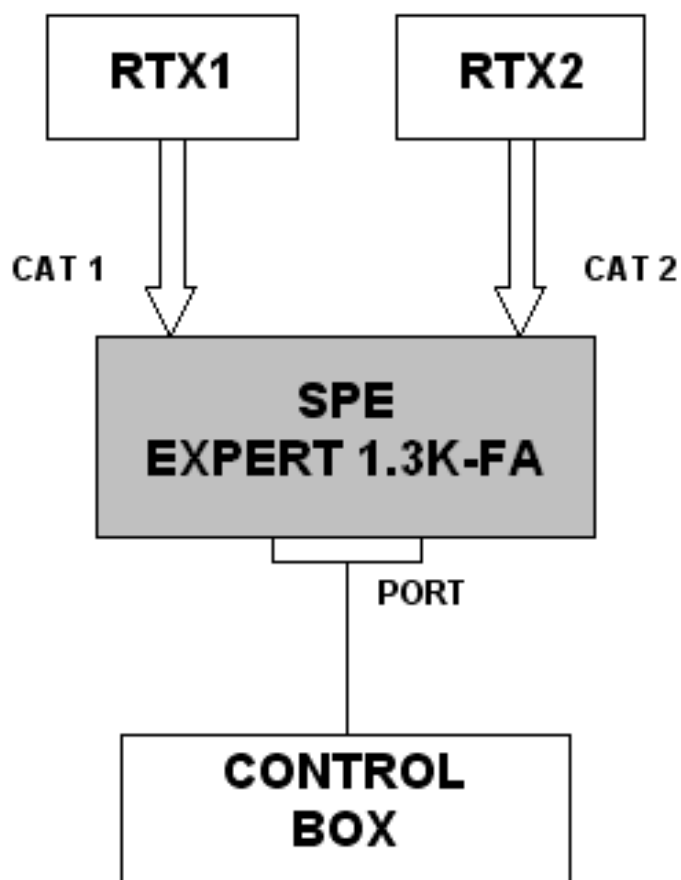 RTX1
RTX2
CAT 1
CAT 2
SPE
EXPERT 1.3K-FA
PORT
CONTROL
BOX